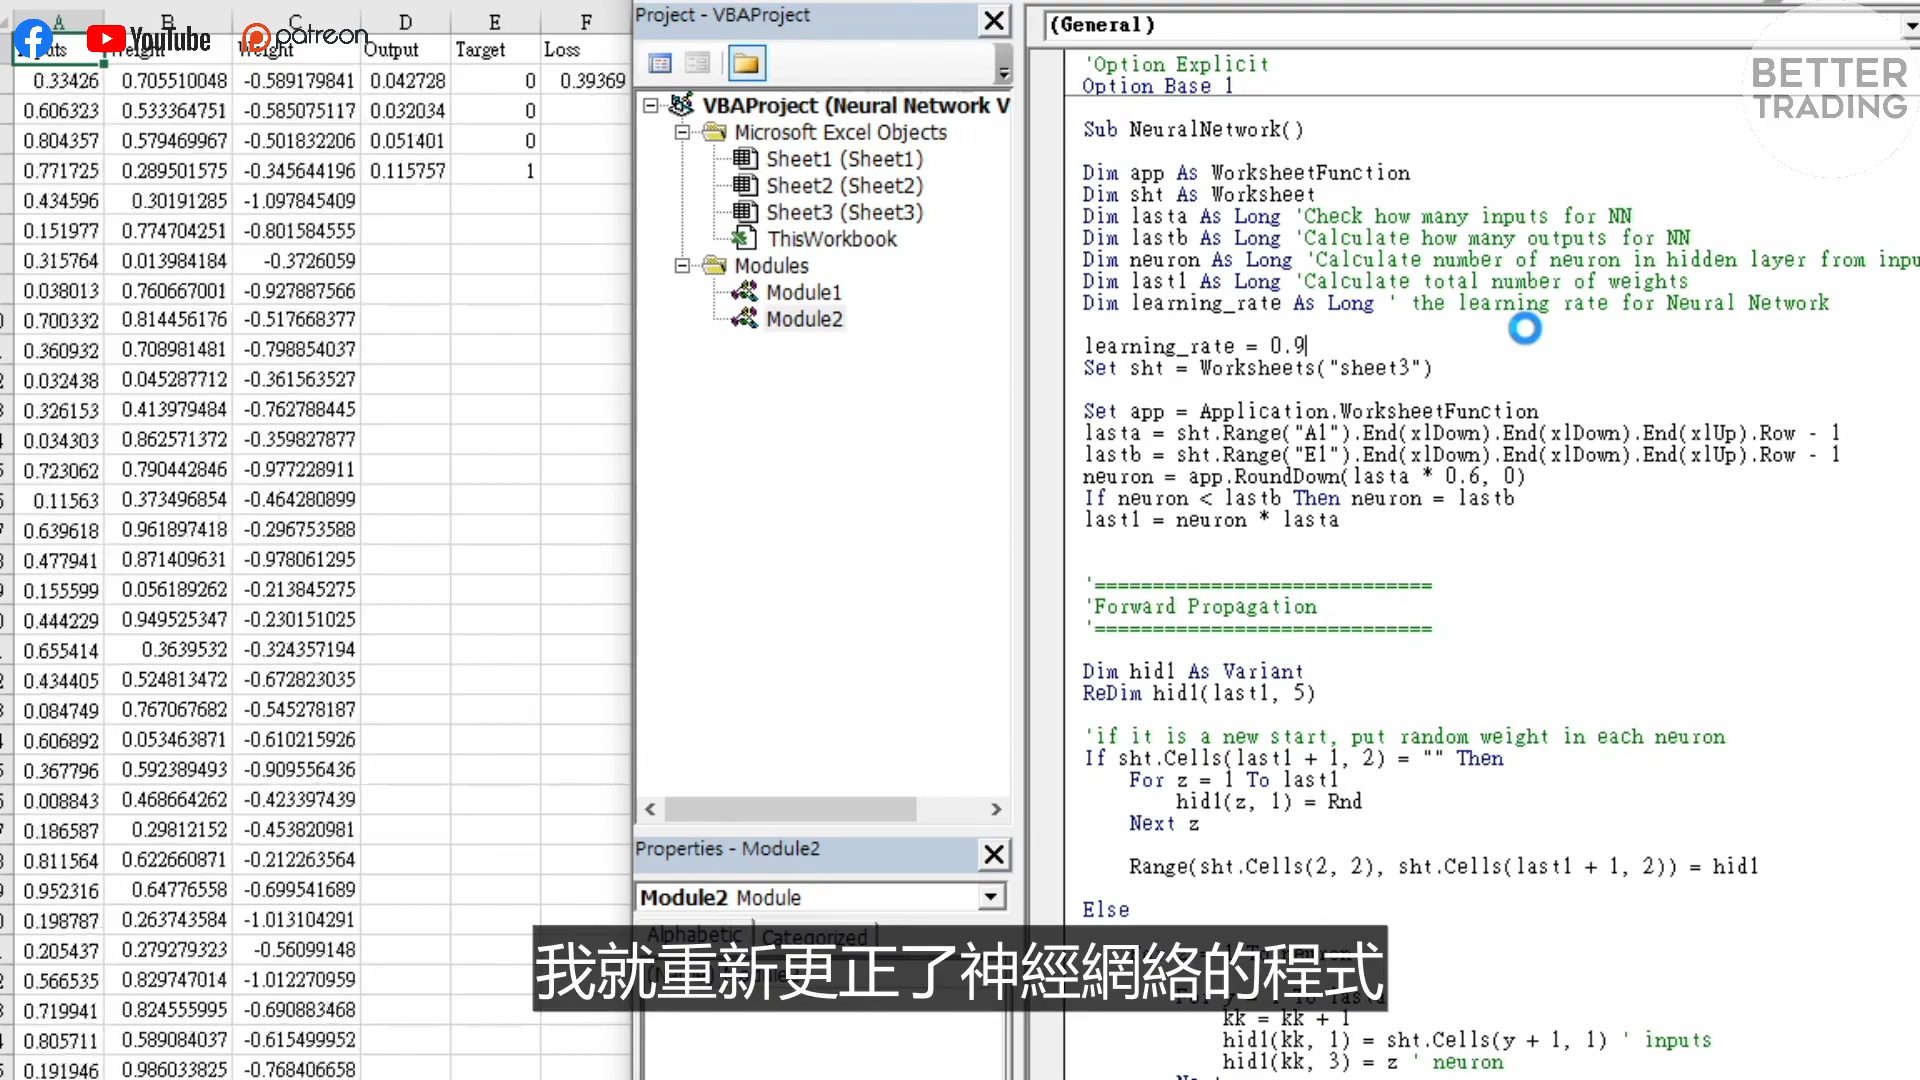 A B C D E F
YouTube patreon
Inputs Weight Weight Output Target Loss
0.33426 0.705510048 -0.589179841 0.042728 0 0.39369
0.606323 0.533364751 -0.585075117 0.032034 0
0.804357 0.579469967 -0.501832206 0.051401 0
0.771725 0.289501575 -0.345644196 0.115757 1
0.434596 0.30191285 -1.097845409
0.151977 0.774704251 -0.801584555
0.315764 0.013984184 -0.3726059
0.038013 0.760667001 -0.927887566
0.700332 0.814456176 -0.517668377
0.360932 0.708981481 -0.798854037
0.032438 0.045287712 -0.361563527
0.326153 0.413979484 -0.762788445
0.034303 0.862571372 -0.359827877
0.723062 0.790442846 -0.977228911
0.11563 0.373496854 -0.464280899
0.639618 0.961897418 -0.296753588
0.477941 0.871409631 -0.978061295
0.155599 0.056189262 -0.213845275
0.444229 0.949525347 -0.230151025
0.655414 0.3639532 -0.324357194
0.434405 0.524813472 -0.672823035
0.084749 0.767067682 -0.545278187
0.606892 0.053463871 -0.610215926
0.367796 0.592389493 -0.909556436
0.008843 0.468664262 -0.423397439
0.186587 0.29812152 -0.453820981
0.811564 0.622660871 -0.212263564
0.952316 0.64776558 -0.699541689
0.198787 0.263743584 -1.013104291
0.205437 0.279279323 -0.56099148
0.566535 0.829747014 -1.012270959
0.719941 0.824555995 -0.690883468
0.805711 0.589084037 -0.615499952
0.191946 0.986033825 -0.768406658
Project - VBAProject
VBAProject (Neural Network V
Microsoft Excel Objects
Sheet1 (Sheet1)
Sheet2 (Sheet2)
Sheet3 (Sheet3)
ThisWorkbook
Modules
Module1
Module2
Properties - Module2
Module2 Module
Alphabetic Categorized
(General)
BETTER
TRADING
'Option Explicit
Option Base 1
Sub NeuralNetwork()
Dim app As WorksheetFunction
Dim sht As Worksheet
Dim lasta As Long 'Check how many inputs for NN
Dim lastb As Long 'Calculate how many outputs for NN
Dim neuron As Long 'Calculate number of neuron in hidden layer from inpu
Dim last1 As Long 'Calculate total number of weights
Dim learning_rate As Long ' the learning rate for Neural Network
learning_rate = 0.9
Set sht = Worksheets("sheet3")
Set app = Application.WorksheetFunction
lasta = sht.Range("A1").End(xlDown).End(xlDown).End(xlUp).Row - 1
lastb = sht.Range("E1").End(xlDown).End(xlDown).End(xlUp).Row - 1
neuron = app.RoundDown(lasta * 0.6, 0)
If neuron < lastb Then neuron = lastb
last1 = neuron * lasta
'=============================
'Forward Propagation
'=============================
Dim hid1 As Variant
ReDim hid1(last1, 5)
'if it is a new start, put random weight in each neuron
If sht.Cells(last1 + 1, 2) = "" Then
For z = 1 To last1
hid1(z, 1) = Rnd
Next z
Range(sht.Cells(2, 2), sht.Cells(last1 + 1, 2)) = hid1
Else
kk = kk + 1
hid1(kk, 1) = sht.Cells(y + 1, 1) ' inputs
hid1(kk, 3) = z ' neuron
我就重新更正了神經網絡的程式